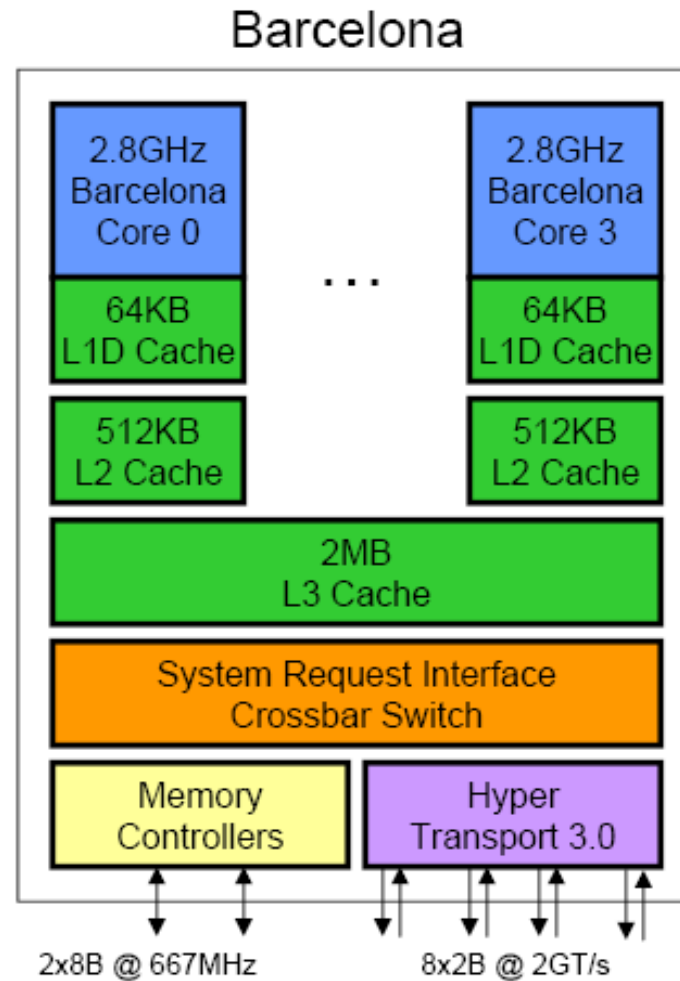 Barcelona
2.8GHz
Barcelona
Core 0
2.8GHz
Barcelona
Core 3
...
64KB
L1D Cache
64KB
L1D Cache
512KB
L2 Cache
512KB
L2 Cache
2MB
L3 Cache
System Request Interface
Crossbar Switch
Memory
Controllers
Hyper
Transport 3.0
2x8B @ 667MHz
8x2B @ 2GT/s